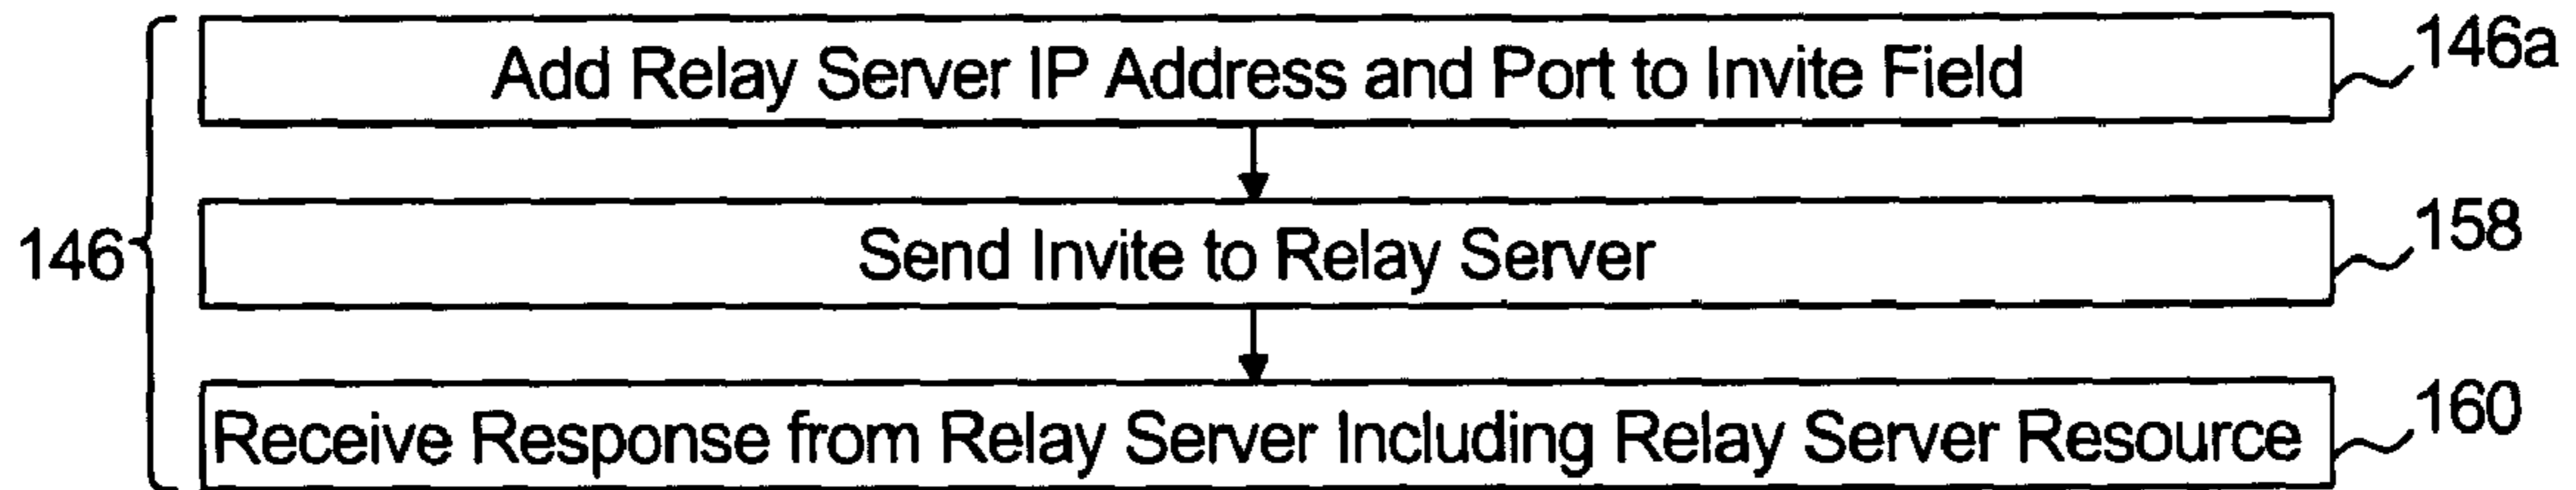 Add Relay Server IP Address and Port to Invite Field
146a
146
Send Invite to Relay Server
158
Receive Response from Relay Server Including Relay Server Resource
160